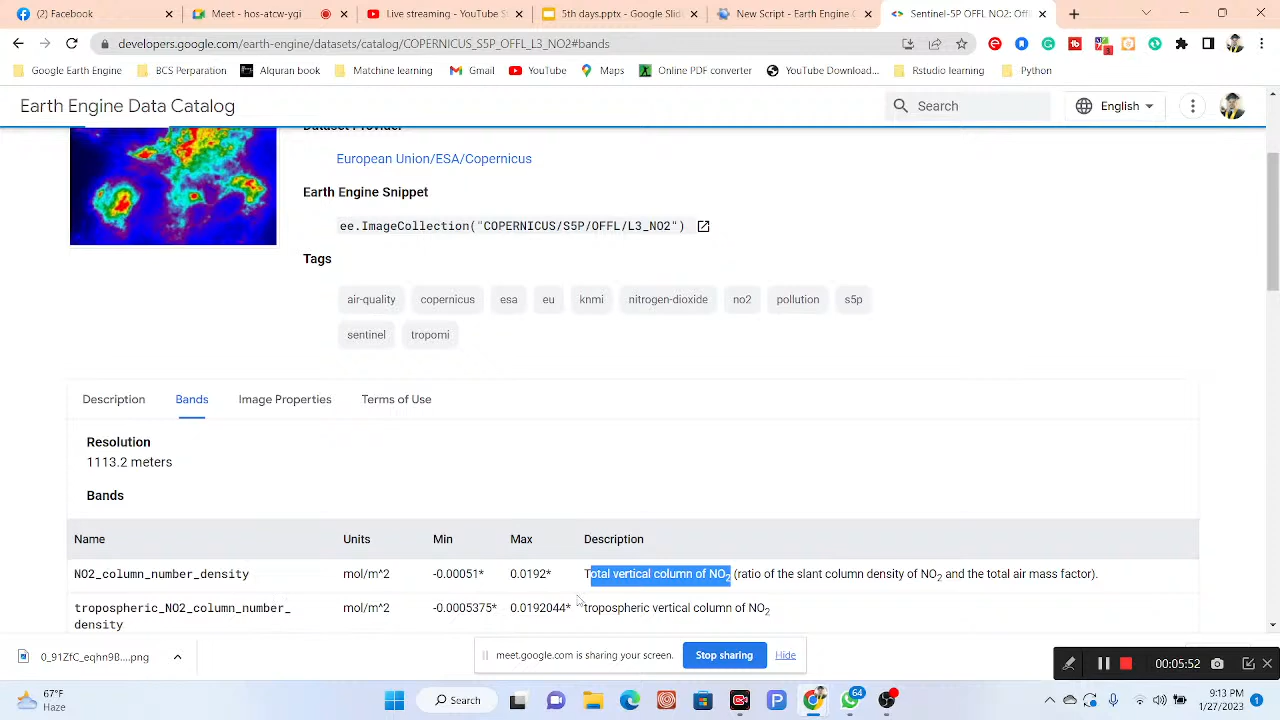 Facebook
Meet - hos-atcw-vgi
Live streaming - YouTube S
5th days.pptx - Google Slid
New Script - Earth Engine C
Sentinel-5P OFFL NO2: Offl
developers.google.com/earth-engine/datasets/catalog/COPERNICUS_S5P_OFFL_L3_NO2#bands
3
Google Earth Engine
BCS Perparation
Alquran book
Matchine learning
Gmail
YouTube
Maps
Online PDF converter
YouTube Download...
Rstudio learning
Python
Earth Engine Data Catalog
Search
English
Dataset Provider
European Union/ESA/Copernicus
Earth Engine Snippet
ee.ImageCollection("COPERNICUS/S5P/OFFL/L3_NO2")
Tags
air-quality copernicus esa eu knmi nitrogen-dioxide no2 pollution s5p
sentinel tropomi
Description Bands Image Properties Terms of Use
Resolution
1113.2 meters
Bands
Name Units Min Max Description
NO2_column_number_density mol/m^2 -0.00051* 0.0192* Total vertical column of NO2 (ratio of the slant column density of NO2 and the total air mass factor).
tropospheric_NO2_column_number_ mol/m^2 -0.0005375* 0.0192044* tropospheric vertical column of NO2
density
0_91ZfC_eqhn9B....png
meet.google.com is sharing your screen.
Stop sharing
Hide
00:05:52
67°F
Haze
Search
64
9:13 PM
1/27/2023
1